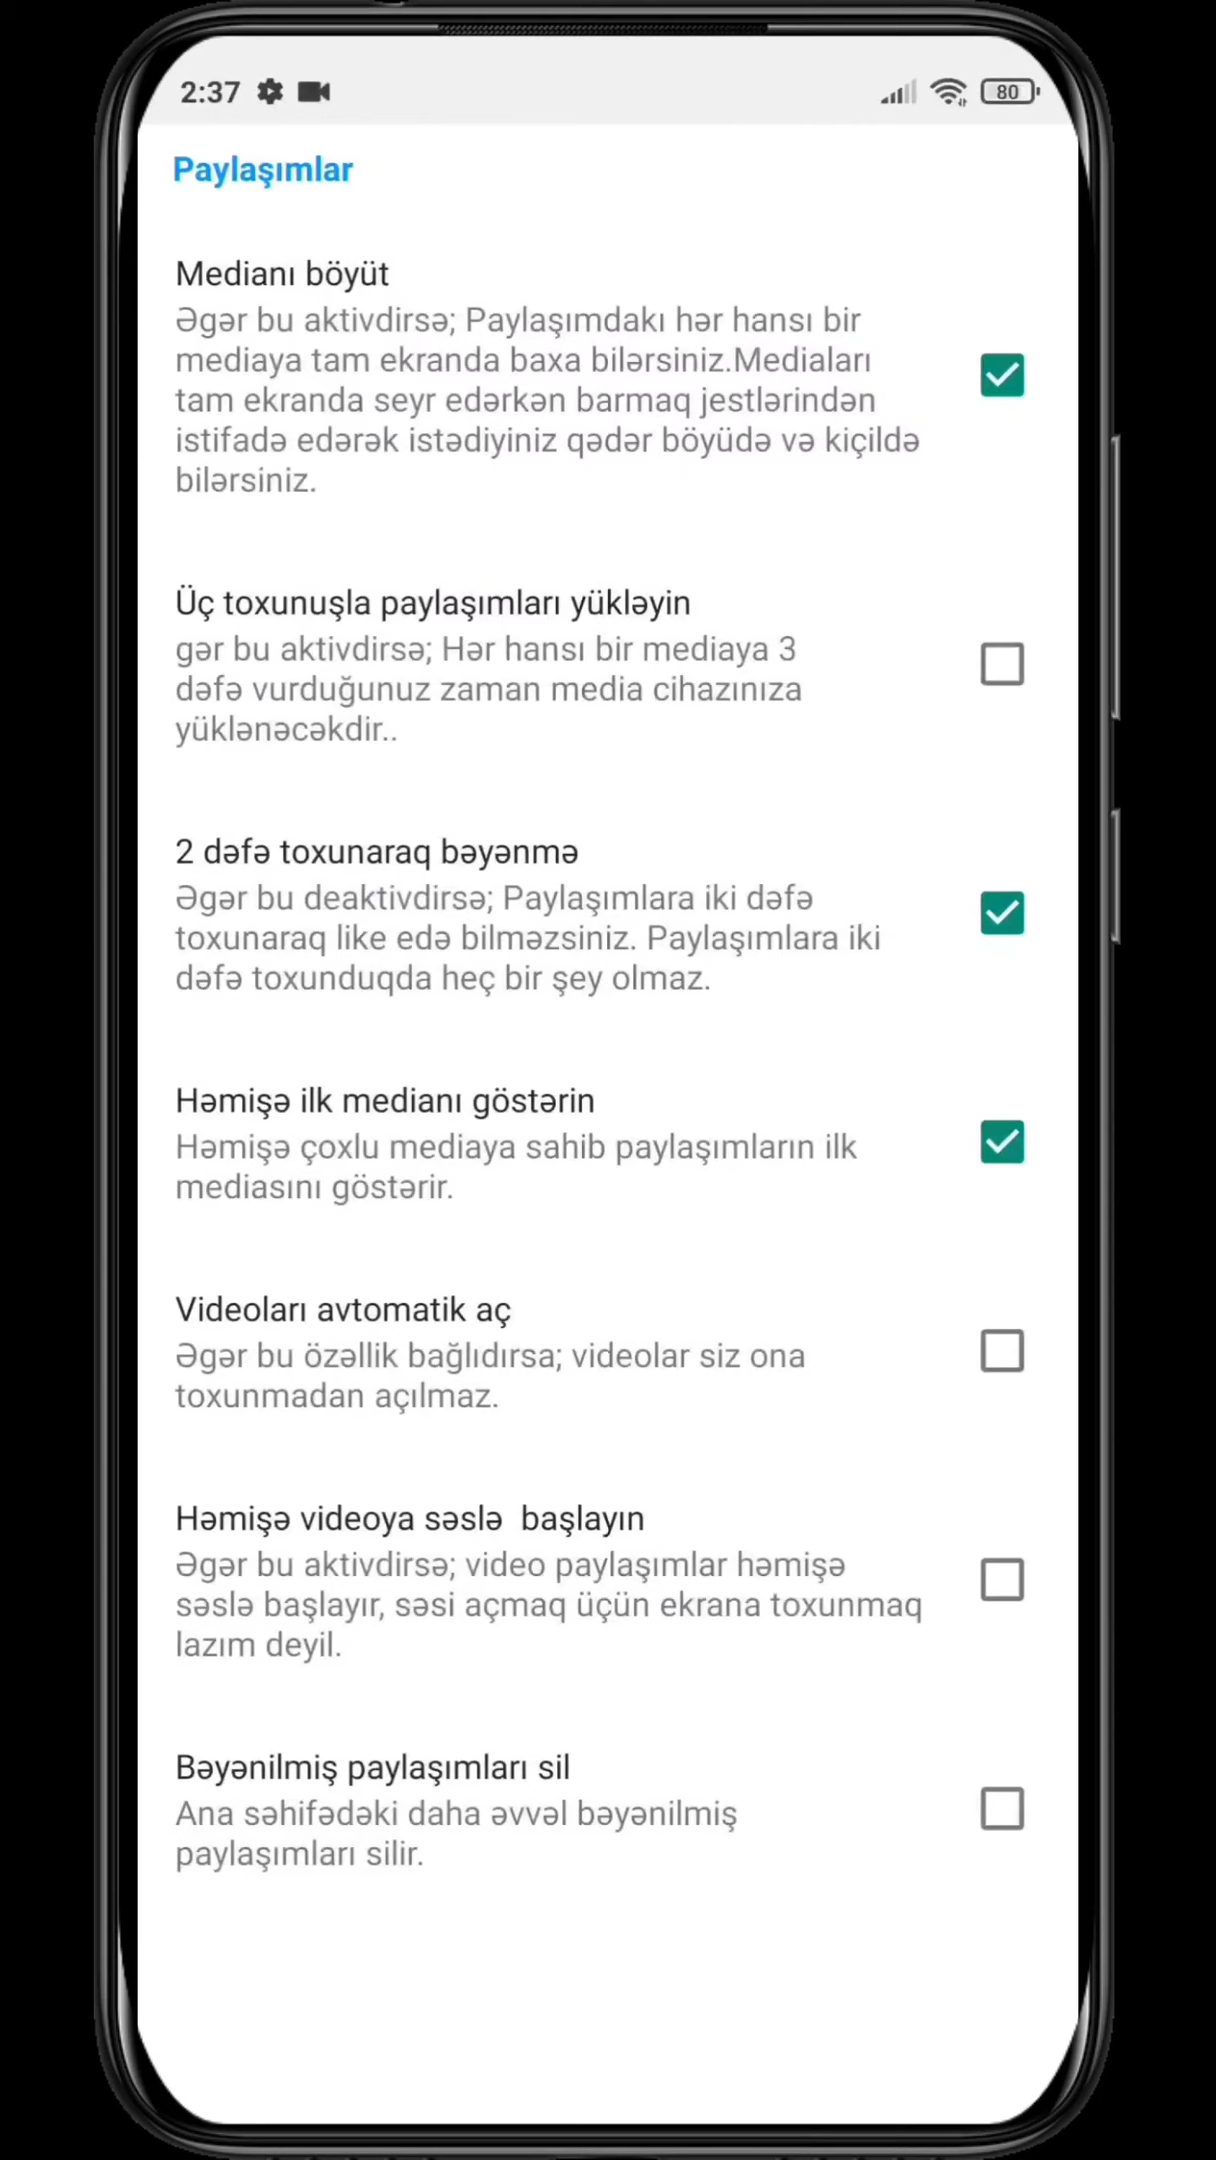 2:37
80
Paylaşımlar
Medianı böyüt
Əgər bu aktivdirsə; Paylaşımdakı hər hansı bir
mediaya tam ekranda baxa bilərsiniz.Mediaları
tam ekranda seyr edərkən barmaq jestlərindən
istifadə edərək istədiyiniz qədər böyüdə və kiçildə
bilərsiniz.
Üç toxunuşla paylaşımları yükləyin
gər bu aktivdirsə; Hər hansı bir mediaya 3
dəfə vurduğunuz zaman media cihazınıza
yüklənəcəkdir..
2 dəfə toxunaraq bəyənmə
Əgər bu deaktivdirsə; Paylaşımlara iki dəfə
toxunaraq like edə bilməzsiniz. Paylaşımlara iki
dəfə toxunduqda heç bir şey olmaz.
Həmişə ilk medianı göstərin
Həmişə çoxlu mediaya sahib paylaşımların ilk
mediasını göstərir.
Videoları avtomatik aç
Əgər bu özəllik bağlıdırsa; videolar siz ona
toxunmadan açılmaz.
Həmişə videoya səslə  başlayın
Əgər bu aktivdirsə; video paylaşımlar həmişə
səslə başlayır, səsi açmaq üçün ekrana toxunmaq
lazım deyil.
Bəyənilmiş paylaşımları sil
Ana səhifədəki daha əvvəl bəyənilmiş
paylaşımları silir.